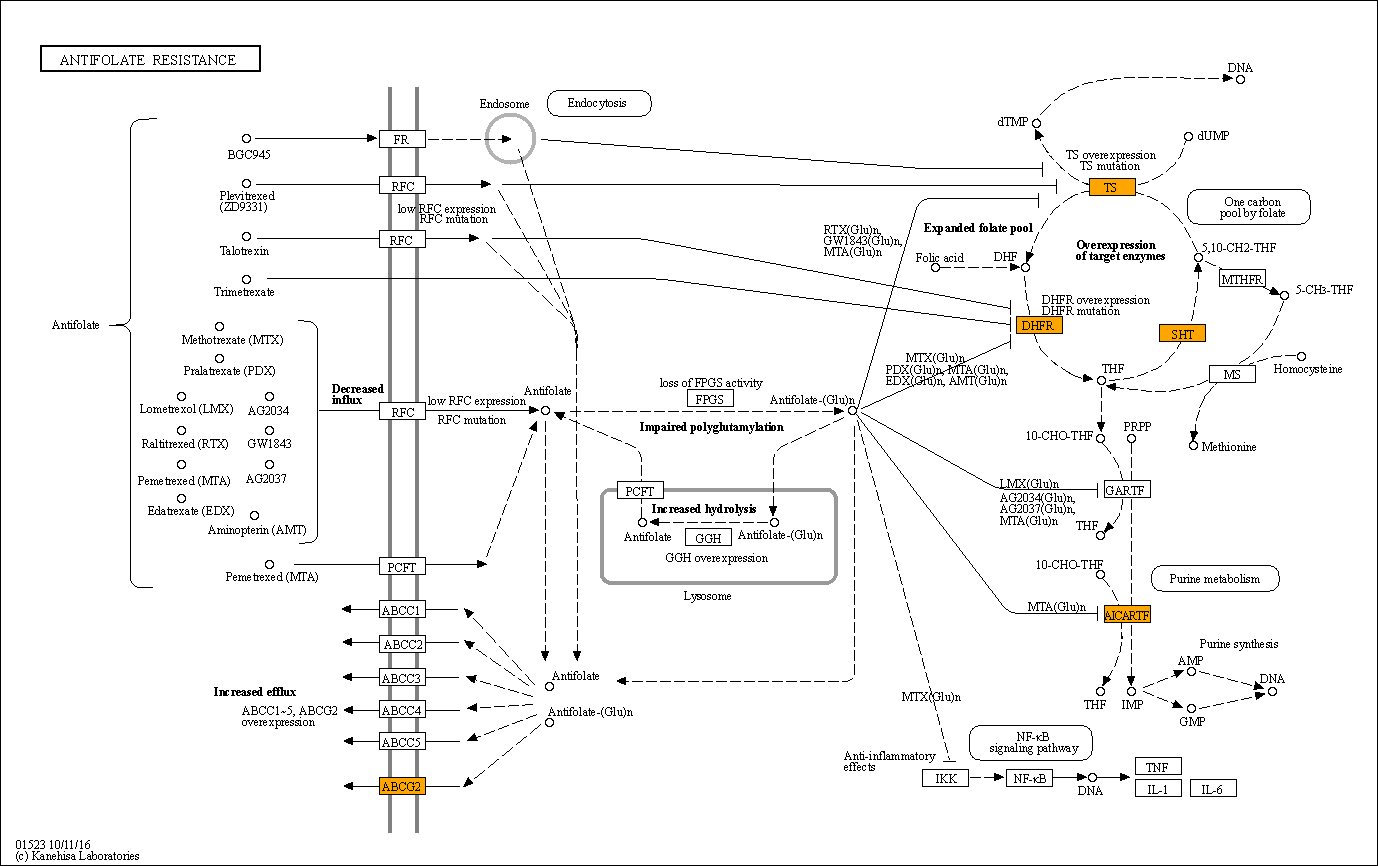 ANTIFOLATE RESISTANCE
DNA
Endosome
Endocytosis
dTMP
dUMP
FR
BGC945
TS overexpression
TS mutation
RFC
TS
Plevitrexed
(ZD9331)
low RFC expression
RFC mutation
One carbon
pool by folate
RTX(Glu)n,
GW1843(Glu)n,
MTA(Glu)n
Expanded folate pool
RFC
Talotrexin
Overexpression
of target enzymes
5,10-CH2-THF
Folic acid
DHF
MTHFR
Trimetrexate
5-CH3-THF
DHFR overexpression
DHFR mutation
Antifolate
DHFR
SHT
Methotrexate (MTX)
MTX(Glu)n
PDX(Glu)n, MTA(Glu)n,
EDX(Glu)n, AMT(Glu)n
Pralatrexate (PDX)
THF
MS
Homocysteine
Decreased
influx
loss of FPGS activity
FPGS
Antifolate
Antifolate-(Glu)n
Lometrexol (LMX)
AG2034
RFC
low RFC expression
RFC mutation
Impaired polyglutamylation
Raltitrexed (RTX)
GW1843
10-CHO-THF
PRPP
Methionine
Pemetrexed (MTA)
AG2037
PCFT
LMX(Glu)n
AG2034(Glu)n,
AG2037(Glu)n,
MTA(Glu)n
GARTF
Edatrexate (EDX)
Increased hydrolysis
Aminopterin (AMT)
Antifolate
GGH
Antifolate-(Glu)n
THF
GGH overexpression
Pemetrexed (MTA)
PCFT
10-CHO-THF
Purine metabolism
Lysosome
ABCC1
MTA(Glu)n
AICARTF
ABCC2
Purine synthesis
ABCC3
Antifolate
AMP
DNA
Increased efflux
ABCC1~5, ABCG2
overexpression
ABCC4
Antifolate-(Glu)n
MTX(Glu)n
THF
IMP
GMP
ABCC5
NF-κB
signaling pathway
Anti-inflammatory
effects
ABCG2
IKK
NF-κB
DNA
TNF
IL-1
IL-6
01523 10/11/16
(c) Kanehisa Laboratories